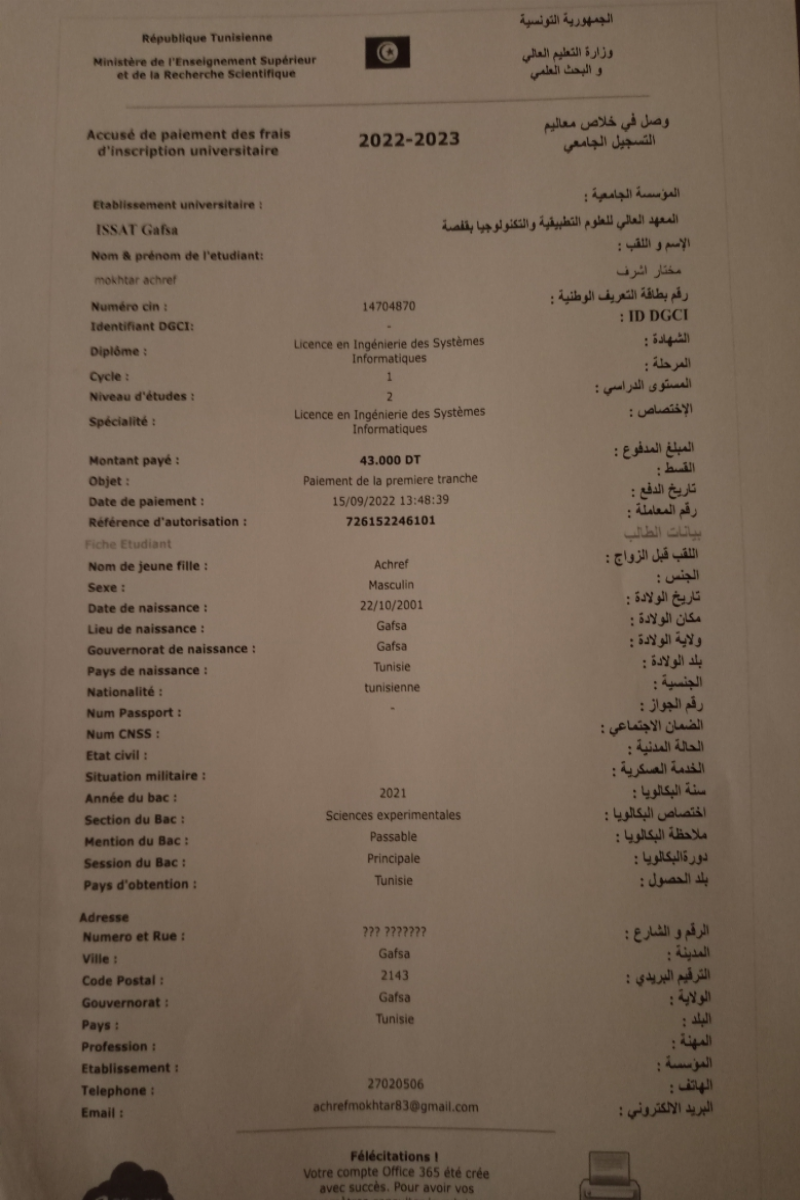 République Tunisienne
الجمهورية التونسية
Ministère de l'Enseignement Supérieur
et de la Recherche Scientifique
وزارة التعليم العالي
و البحث العلمي
Accusé de paiement des frais
d'inscription universitaire
2022-2023
وصل في خلاص معاليم
التسجيل الجامعي
Etablissement universitaire :
المؤسسة الجامعية :
ISSAT Gafsa
المعهد العالي للعلوم التطبيقية والتكنولوجيا بقفصة
Nom & prénom de l'etudiant:
الإسم و اللقب :
mokhtar achref
مختار اشرف
Numéro cin : 14704870 رقم بطاقة التعريف الوطنية :
Identifiant DGCI: - ID DGCI :
Diplôme : Licence en Ingénierie des Systèmes
Informatiques الشهادة :
Cycle : 1 المرحلة :
Niveau d'études : 2 المستوى الدراسي :
Spécialité : Licence en Ingénierie des Systèmes
Informatiques الإختصاص :
Montant payé : 43.000 DT المبلغ المدفوع :
Objet : Paiement de la premiere tranche القسط :
Date de paiement : 15/09/2022 13:48:39 تاريخ الدفع :
Référence d'autorisation : 726152246101 رقم المعاملة :
Fiche Etudiant بيانات الطالب
Nom de jeune fille : Achref اللقب قبل الزواج :
Sexe : Masculin الجنس :
Date de naissance : 22/10/2001 تاريخ الولادة :
Lieu de naissance : Gafsa مكان الولادة :
Gouvernorat de naissance : Gafsa ولاية الولادة :
Pays de naissance : Tunisie بلد الولادة :
Nationalité : tunisienne الجنسية :
Num Passport : - رقم الجواز :
Num CNSS : الضمان الاجتماعي :
Etat civil : الحالة المدنية :
Situation militaire : الخدمة العسكرية :
Année du bac : 2021 سنة البكالويا :
Section du Bac : Sciences experimentales اختصاص البكالويا :
Mention du Bac : Passable ملاحظة البكالويا :
Session du Bac : Principale دورةالبكالويا :
Pays d'obtention : Tunisie بلد الحصول :
Adresse
Numero et Rue : ??? ??????? الرقم و الشارع :
Ville : Gafsa المدينة :
Code Postal : 2143 الترقيم البريدي :
Gouvernorat : Gafsa الولاية :
Pays : Tunisie البلد :
Profession : المهنة :
Etablissement : المؤسسة :
Telephone : 27020506 الهاتف :
Email : achrefmokhtar83@gmail.com البريد الالكتروني :
Félécitations !
Votre compte Office 365 été crée
avec succès. Pour avoir vos